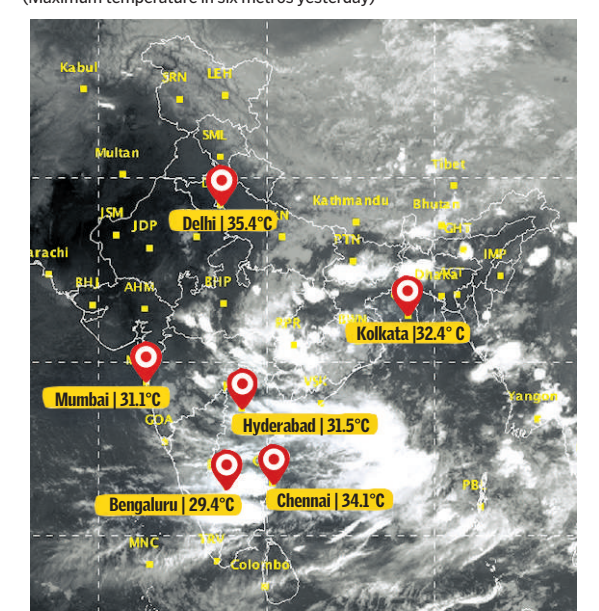 (Maximum temperature in six metros yesterday)
Kabul
SRN
LEH
SML
Multan
Tibet
Delhi | 35.4°C
Kathmandu
Bhutan
JSM
JDP
PTN
GHT
IMP
arachi
BHJ
AHM
BHP
Dhaka
RPR
Kolkata |32.4° C
Mumbai | 31.1°C
Hyderabad | 31.5°C
Yangon
GOA
VSK
Bengaluru | 29.4°C
Chennai | 34.1°C
PBL
MNC
TRV
Colombo